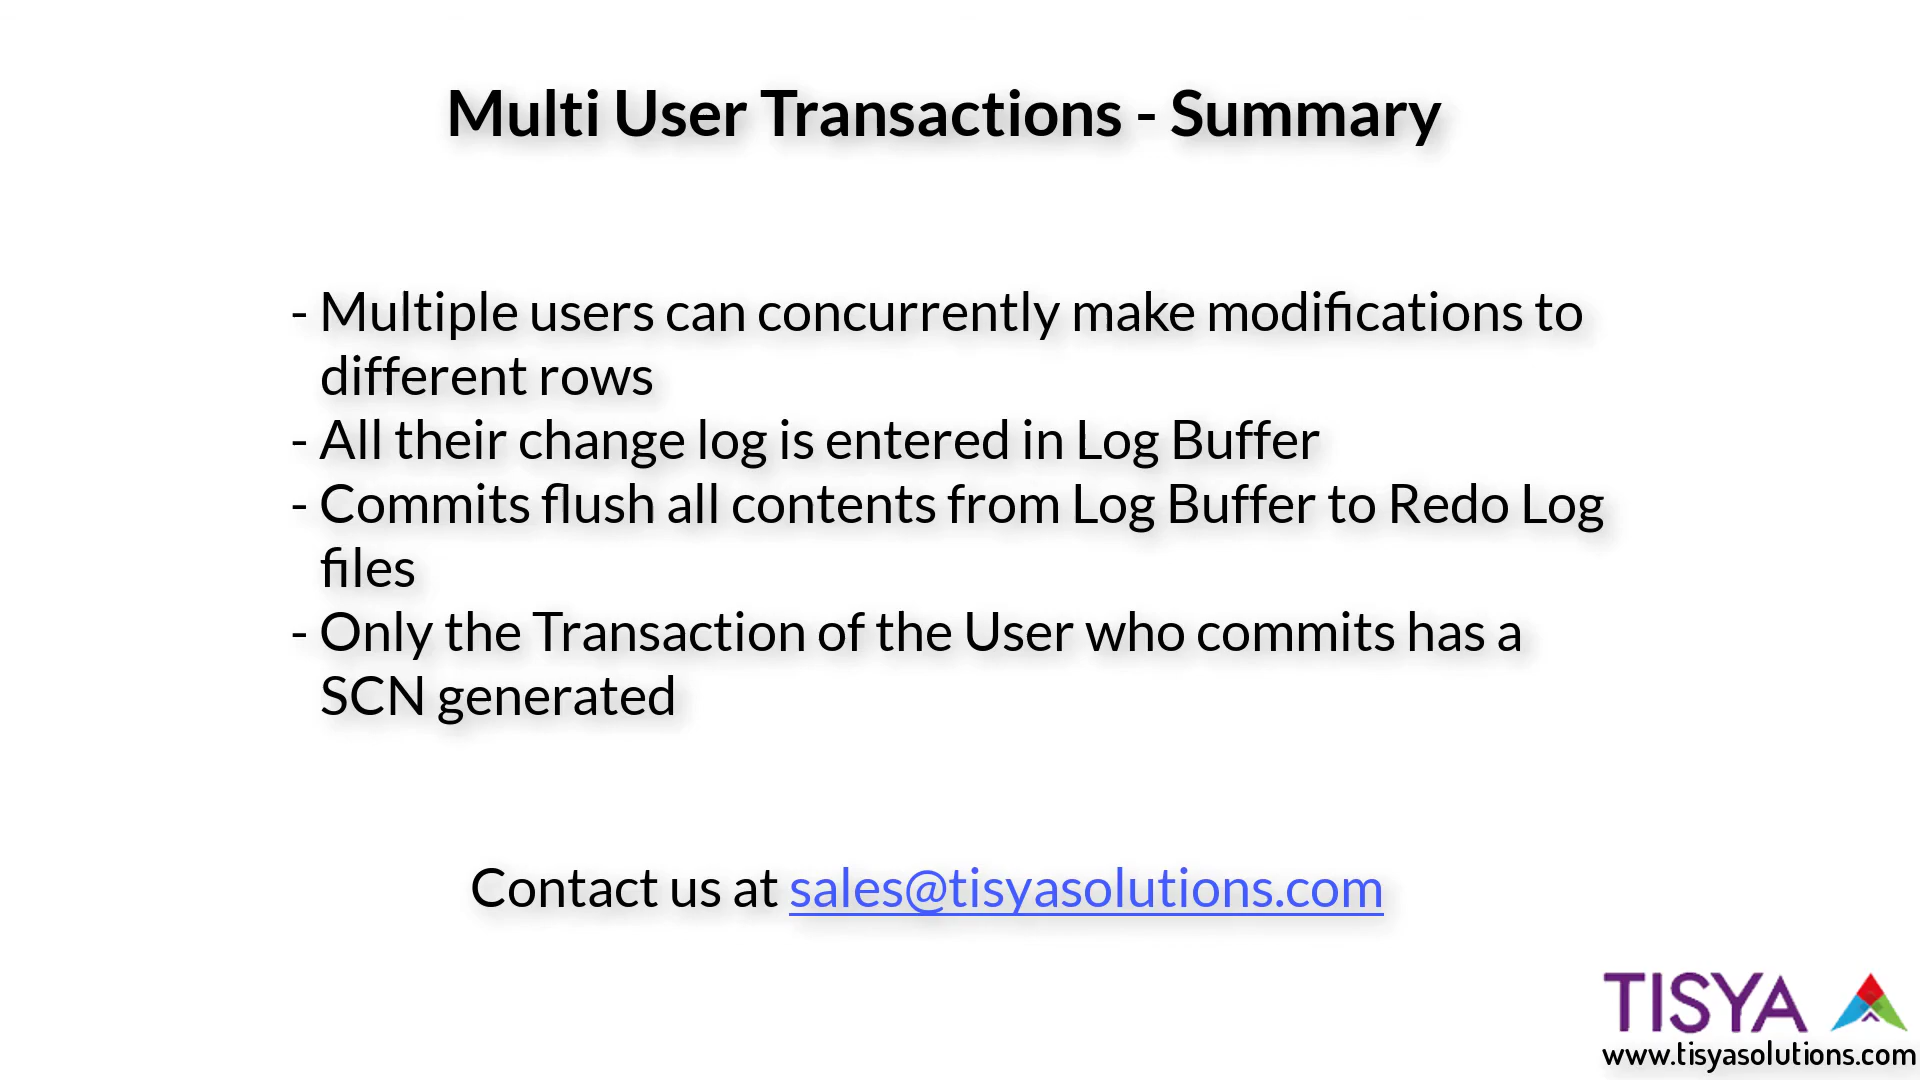 Multi User Transactions - Summary
- Multiple users can concurrently make modifications to
different rows
- All their change log is entered in Log Buffer
- Commits flush all contents from Log Buffer to Redo Log
files
- Only the Transaction of the User who commits has a
SCN generated
Contact us at sales@tisyasolutions.com
TISYA
www.tisyasolutions.com